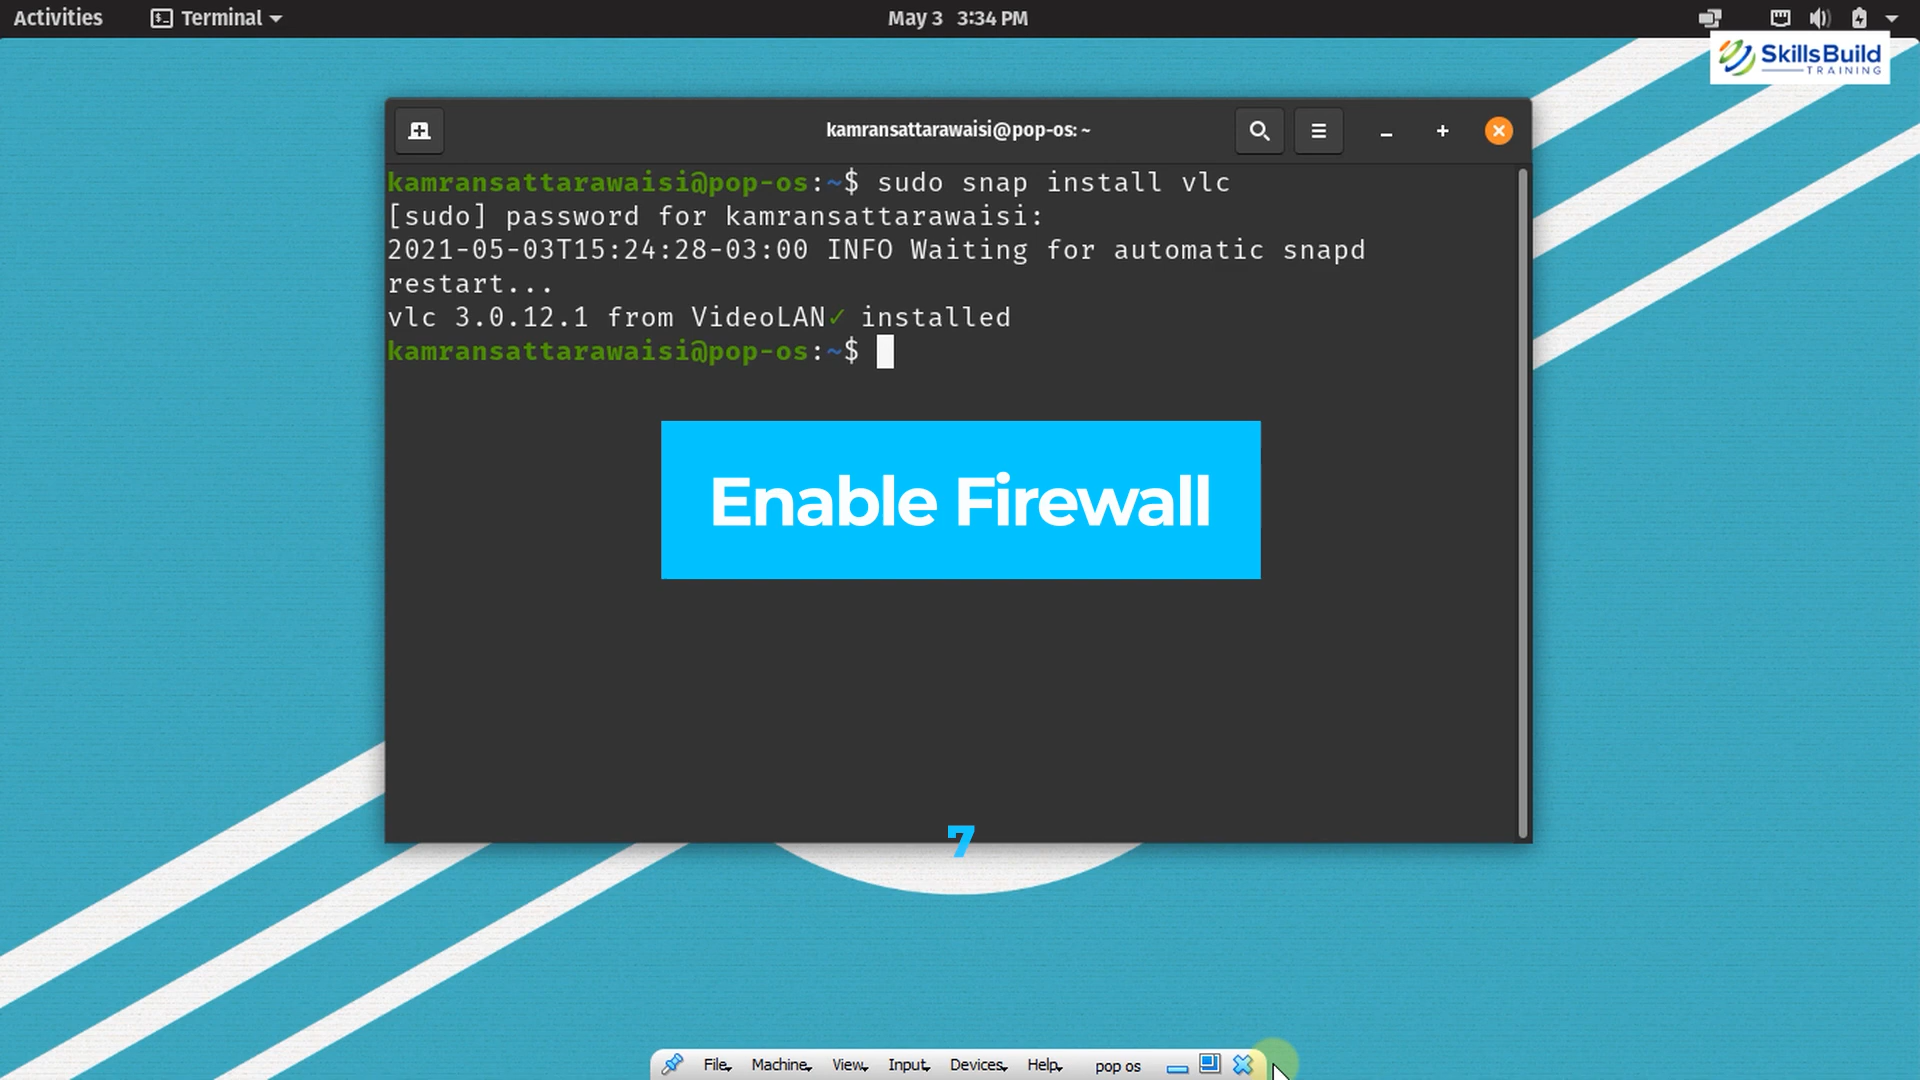 Activities
Terminal
May 3 3:34 PM
SkillsBuild
TRAINING
kamransattarawaisi@pop-os: ~
kamransattarawaisi@pop-os:~$ sudo snap install vlc
[sudo] password for kamransattarawaisi:
2021-05-03T15:24:28-03:00 INFO Waiting for automatic snapd
restart...
vlc 3.0.12.1 from VideoLAN✓ installed
kamransattarawaisi@pop-os:~$
Enable Firewall
7
File Machine View Input Devices Help pop os